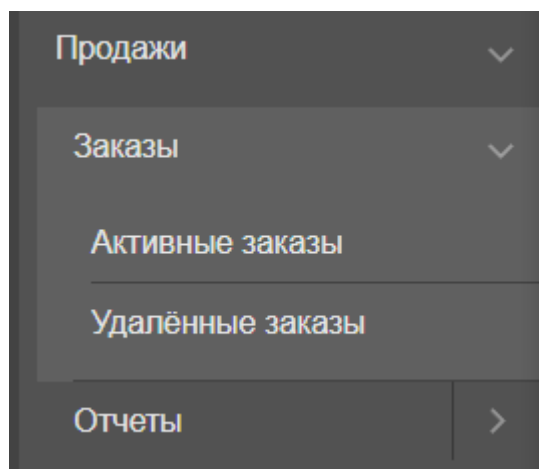 Продажи
Заказы
Активные заказы
Удалённые заказы
Отчеты